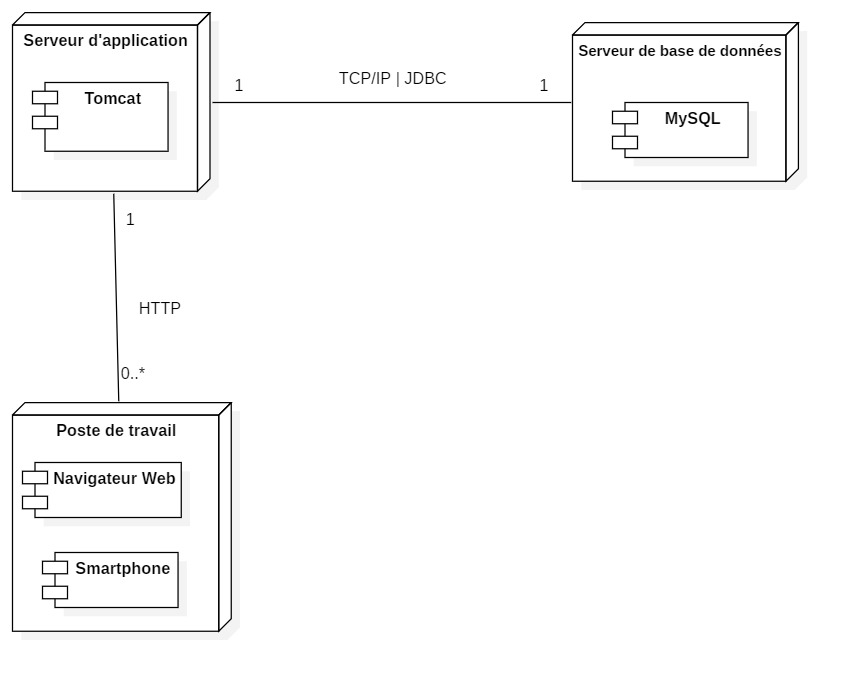 Serveur d'application
Tomcat
1
TCP/IP | JDBC
1
Serveur de base de données
MySQL
1
HTTP
0..*
Poste de travail
Navigateur Web
Smartphone